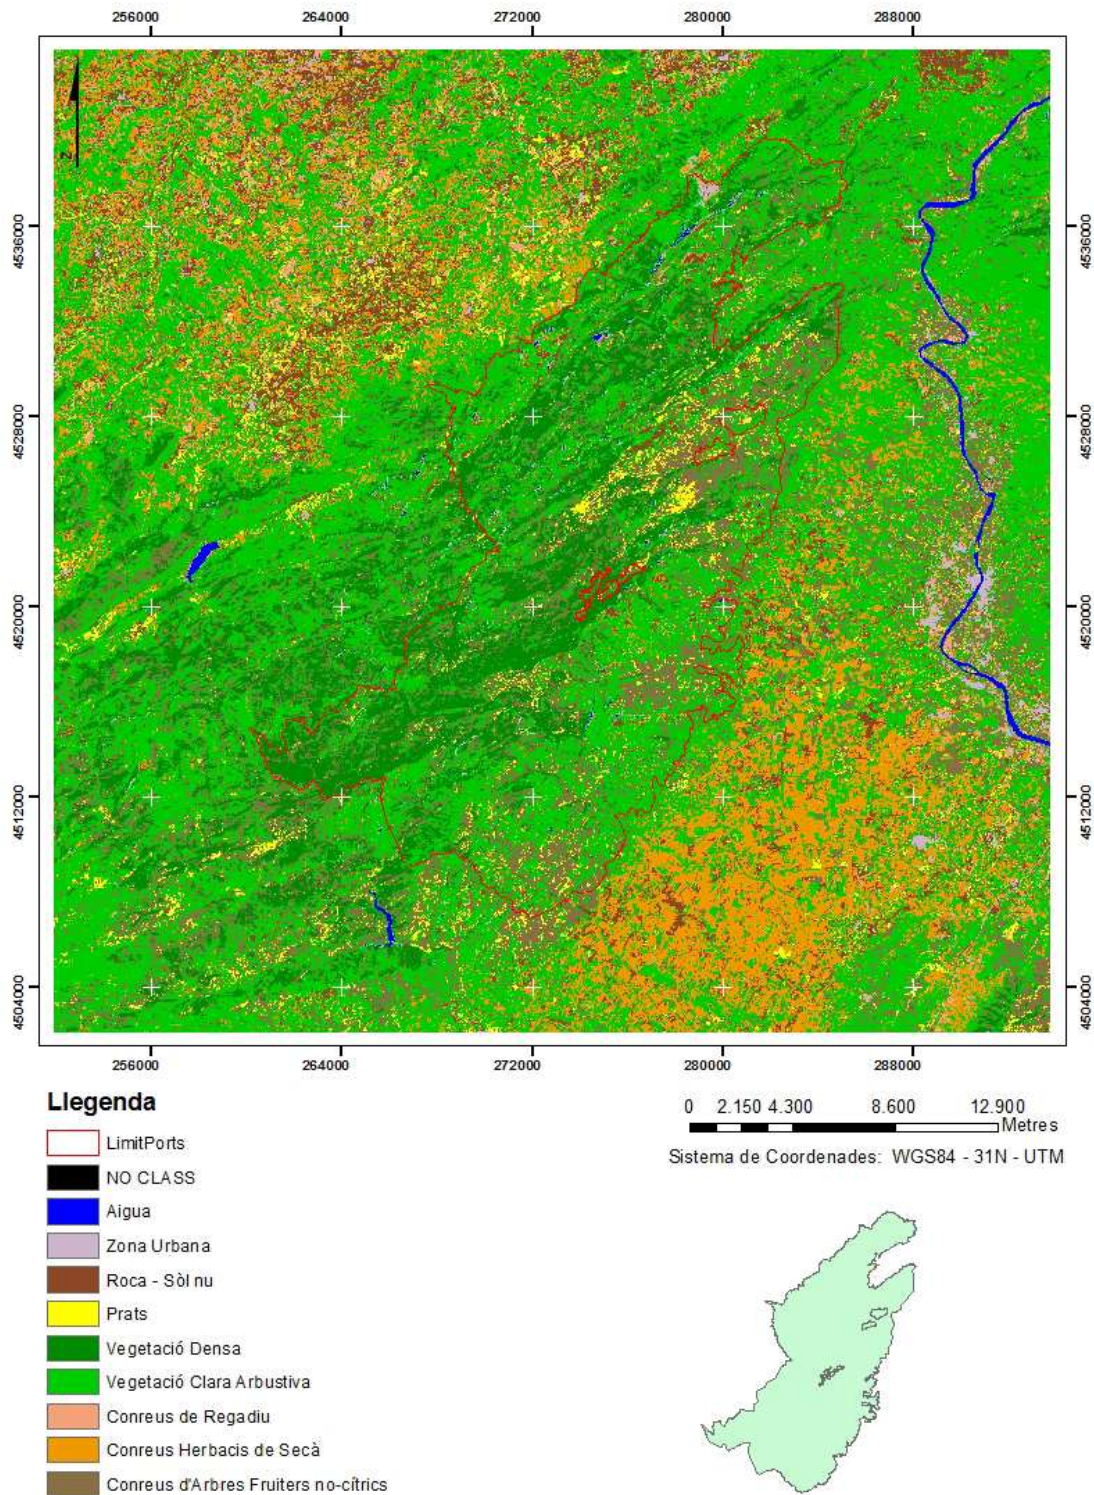 256000 264000 272000 280000 288000
4536000 4536000
4528000 4528000
4520000 4520000
4512000 4512000
4504000 4504000
256000 264000 272000 280000 288000
N
Llegenda
LimitPorts
NO CLASS
Aigua
Zona Urbana
Roca - Sòl nu
Prats
Vegetació Densa
Vegetació Clara Arbustiva
Conreus de Regadiu
Conreus Herbacis de Secà
Conreus d'Arbres Fruiters no-cítrics
0 2.150 4.300 8.600 12.900
Metres
Sistema de Coordenades: WGS84 - 31N - UTM